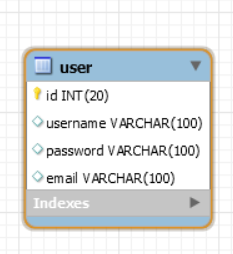 user
id INT(20)
username VARCHAR(100)
password VARCHAR(100)
email VARCHAR(100)
Indexes